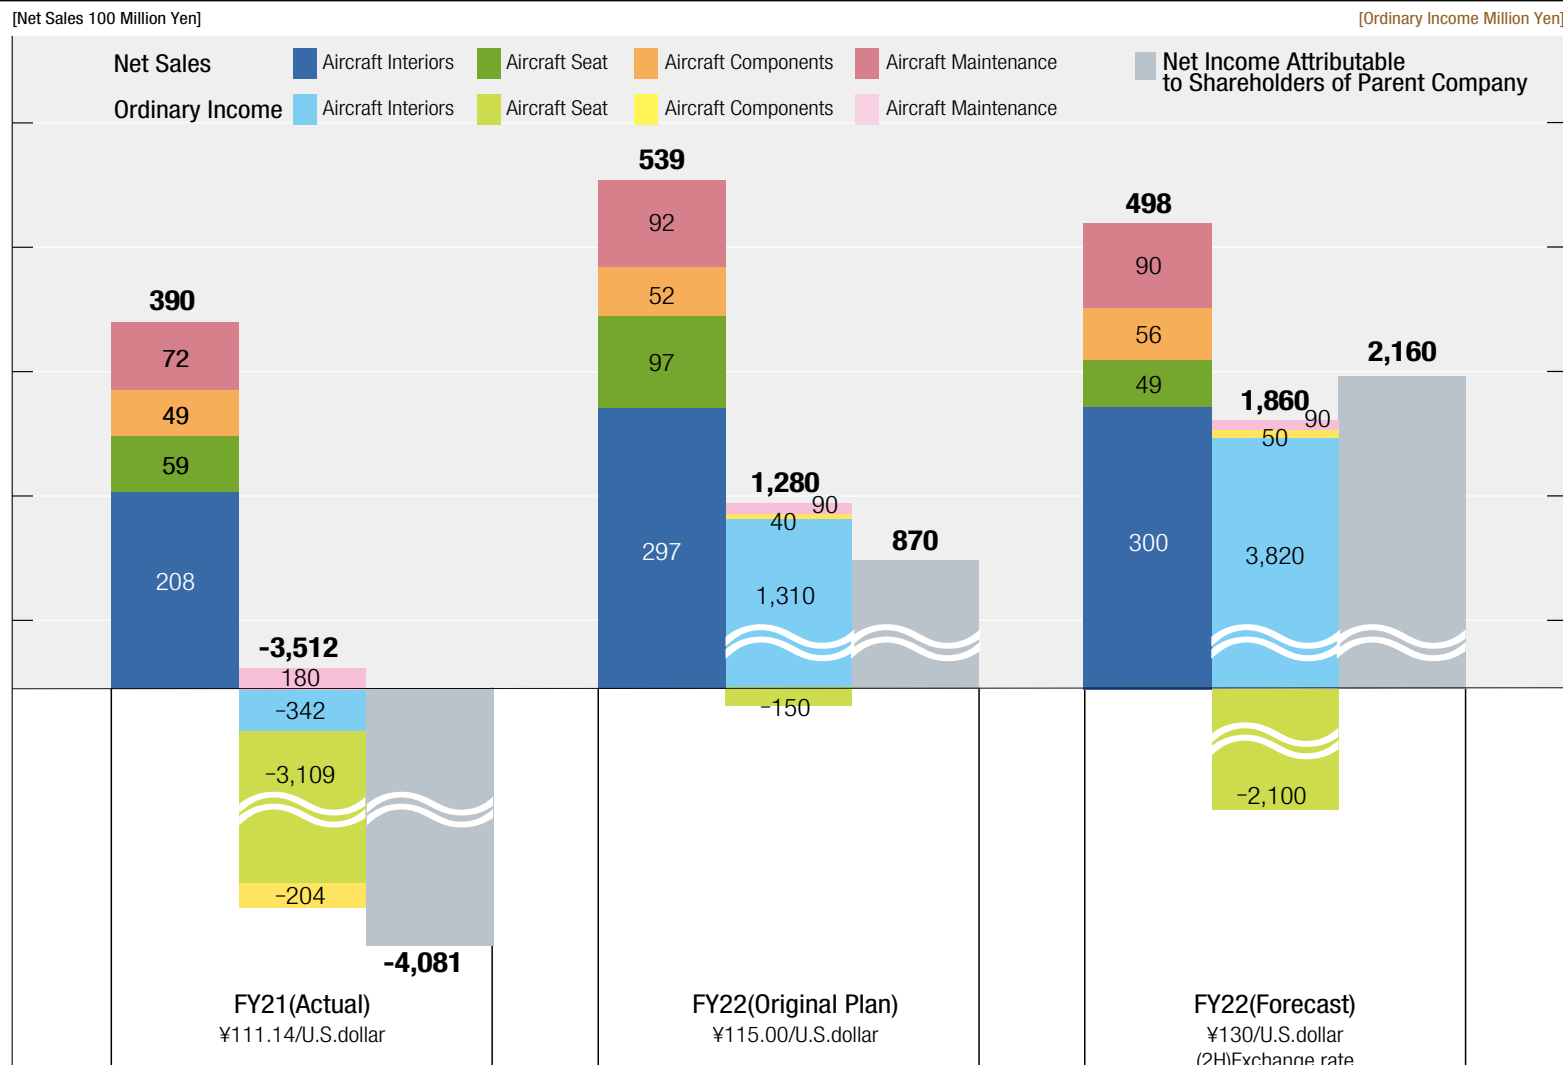 [Net Sales 100 Million Yen]
[Ordinary Income Million Yen]
Net Sales Aircraft Interiors Aircraft Seat Aircraft Components Aircraft Maintenance
Net Income Attributable
to Shareholders of Parent Company
Ordinary Income Aircraft Interiors Aircraft Seat Aircraft Components Aircraft Maintenance
390
72
49
59
208
-3,512
180
-342
-3,109
-204
-4,081
FY21(Actual)
¥111.14/U.S.dollar
539
92
52
97
297
1,280
90
40
1,310
-150
870
FY22(Original Plan)
¥115.00/U.S.dollar
498
90
56
49
300
1,860
90
50
3,820
-2,100
2,160
FY22(Forecast)
¥130/U.S.dollar
(2H)Exchange rate